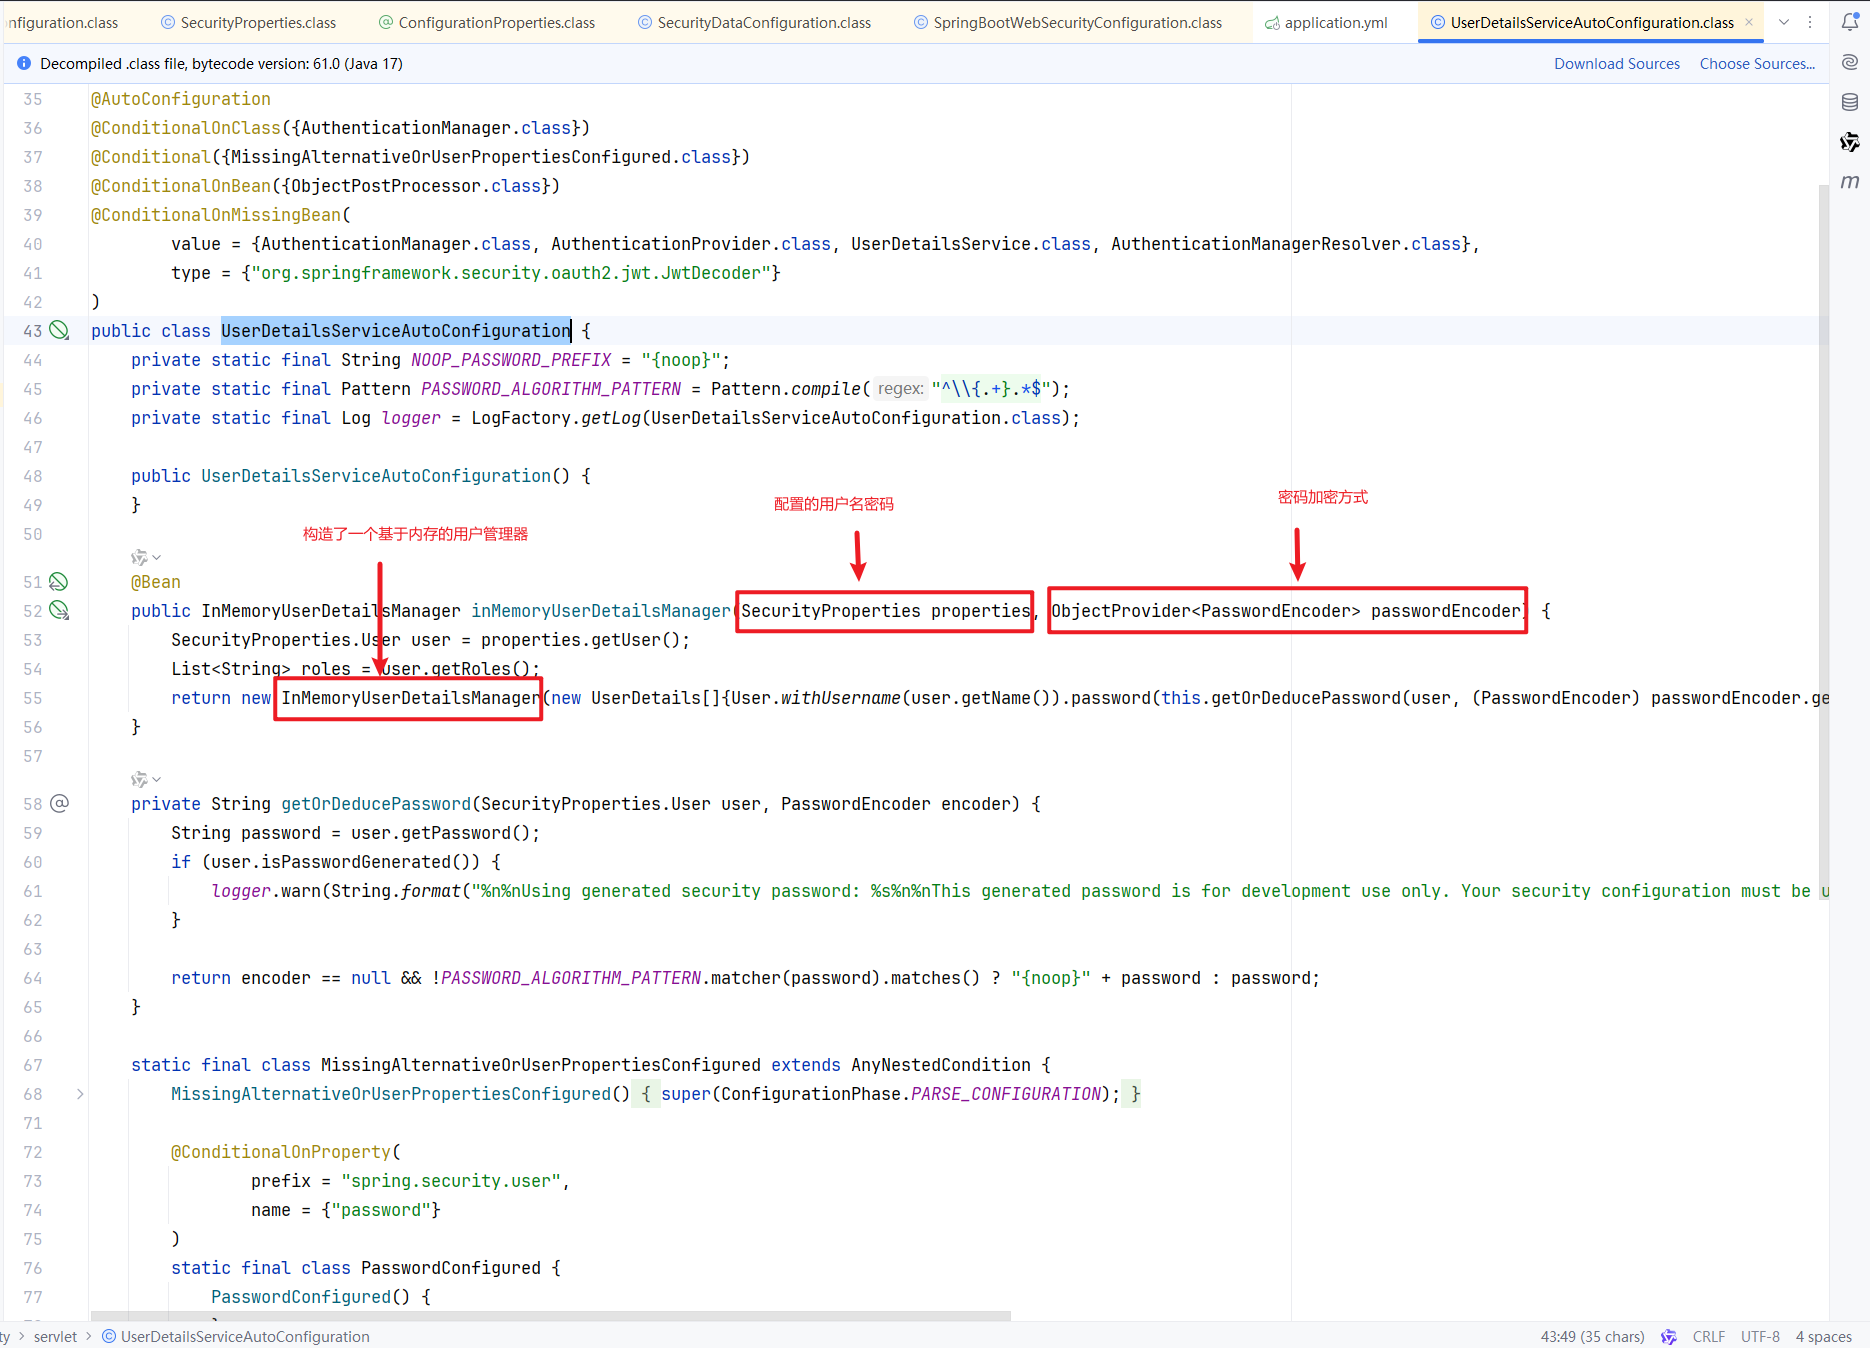 nfiguration.class SecurityProperties.class ConfigurationProperties.class SecurityDataConfiguration.class SpringBootWebSecurityConfiguration.class application.yml UserDetailsServiceAutoConfiguration.class
Decompiled .class file, bytecode version: 61.0 (Java 17) Download Sources Choose Sources...
35 @AutoConfiguration
36 @ConditionalOnClass({AuthenticationManager.class})
37 @Conditional({MissingAlternativeOrUserPropertiesConfigured.class})
38 @ConditionalOnBean({ObjectPostProcessor.class})
39 @ConditionalOnMissingBean(
40 value = {AuthenticationManager.class, AuthenticationProvider.class, UserDetailsService.class, AuthenticationManagerResolver.class},
41 type = {"org.springframework.security.oauth2.jwt.JwtDecoder"}
42 )
43 public class UserDetailsServiceAutoConfiguration {
44 private static final String NOOP_PASSWORD_PREFIX = "{noop}";
45 private static final Pattern PASSWORD_ALGORITHM_PATTERN = Pattern.compile( regex: "^\\{.+}.*$");
46 private static final Log logger = LogFactory.getLog(UserDetailsServiceAutoConfiguration.class);
47
48 public UserDetailsServiceAutoConfiguration() {
49 }
配置的用户名密码 密码加密方式
50 构造了一个基于内存的用户管理器
51 @Bean
52 public InMemoryUserDetailsManager inMemoryUserDetailsManager(SecurityProperties properties, ObjectProvider<PasswordEncoder> passwordEncoder) {
53 SecurityProperties.User user = properties.getUser();
54 List<String> roles = user.getRoles();
55 return new InMemoryUserDetailsManager(new UserDetails[]{User.withUsername(user.getName()).password(this.getOrDeducePassword(user, (PasswordEncoder) passwordEncoder.ge
56 }
57
58 @ private String getOrDeducePassword(SecurityProperties.User user, PasswordEncoder encoder) {
59 String password = user.getPassword();
60 if (user.isPasswordGenerated()) {
61 logger.warn(String.format("%n%nUsing generated security password: %s%n%nThis generated password is for development use only. Your security configuration must be u
62 }
63
64 return encoder == null && !PASSWORD_ALGORITHM_PATTERN.matcher(password).matches() ? "{noop}" + password : password;
65 }
66
67 static final class MissingAlternativeOrUserPropertiesConfigured extends AnyNestedCondition {
68 MissingAlternativeOrUserPropertiesConfigured() { super(ConfigurationPhase.PARSE_CONFIGURATION); }
71
72 @ConditionalOnProperty(
73 prefix = "spring.security.user",
74 name = {"password"}
75 )
76 static final class PasswordConfigured {
77 PasswordConfigured() {
ty > servlet > UserDetailsServiceAutoConfiguration 43:49 (35 chars) CRLF UTF-8 4 spaces